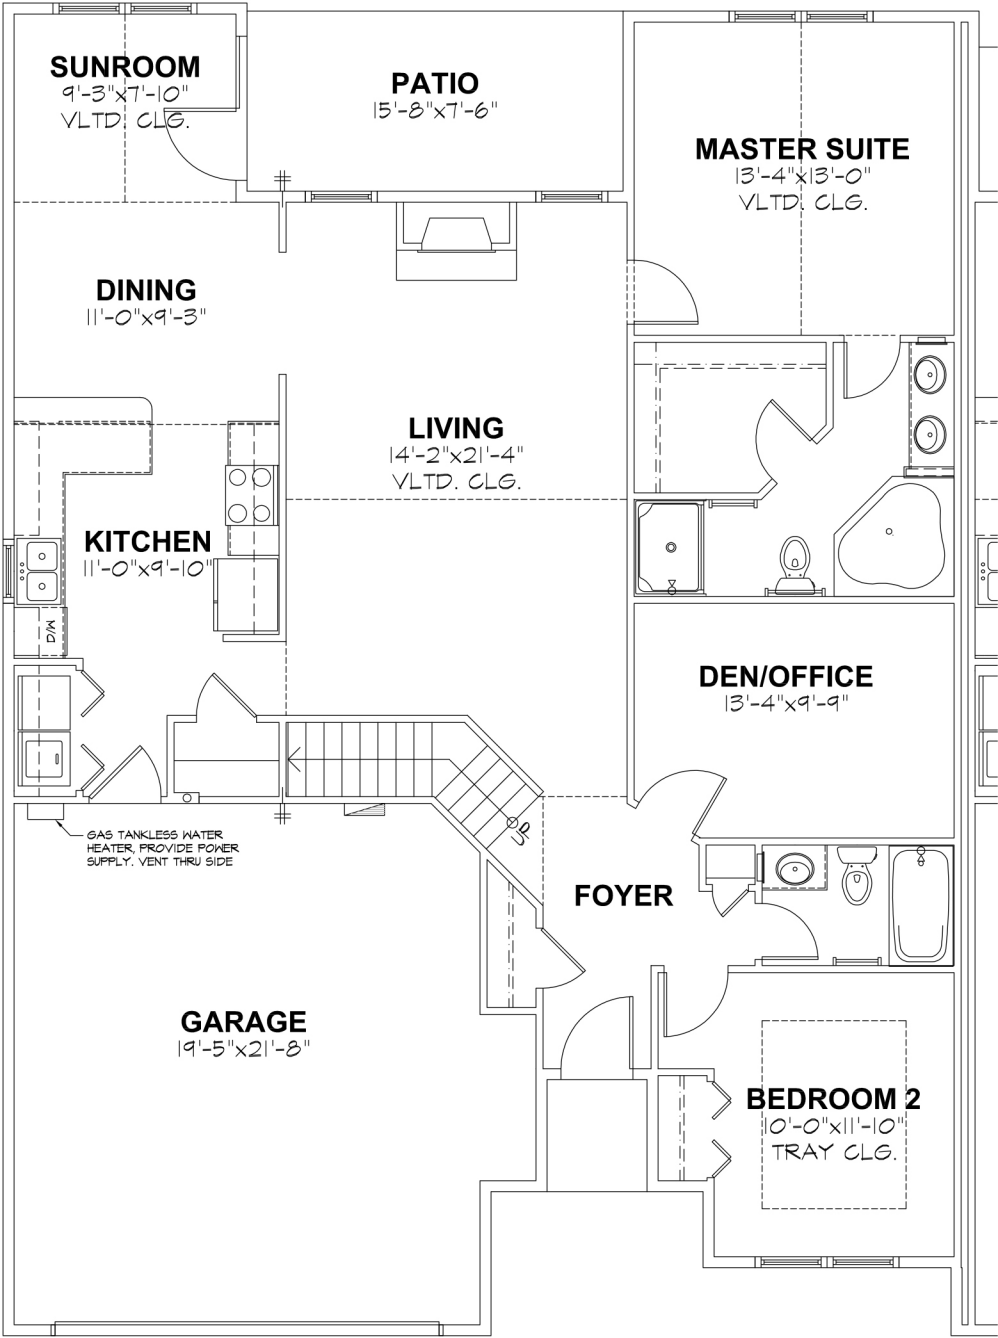 SUNROOM
9'-3"x7'-10"
VLTD. CLG.
PATIO
15'-8"x7'-6"
MASTER SUITE
13'-4"x13'-0"
VLTD. CLG.
DINING
11'-0"x9'-3"
LIVING
14'-2"x21'-4"
VLTD. CLG.
KITCHEN
11'-0"x9'-10"
M/D
DEN/OFFICE
13'-4"x9'-9"
GAS TANKLESS WATER
HEATER, PROVIDE POWER
SUPPLY. VENT THRU SIDE
FOYER
GARAGE
19'-5"x21'-8"
BEDROOM 2
10'-0"x11'-10"
TRAY CLG.